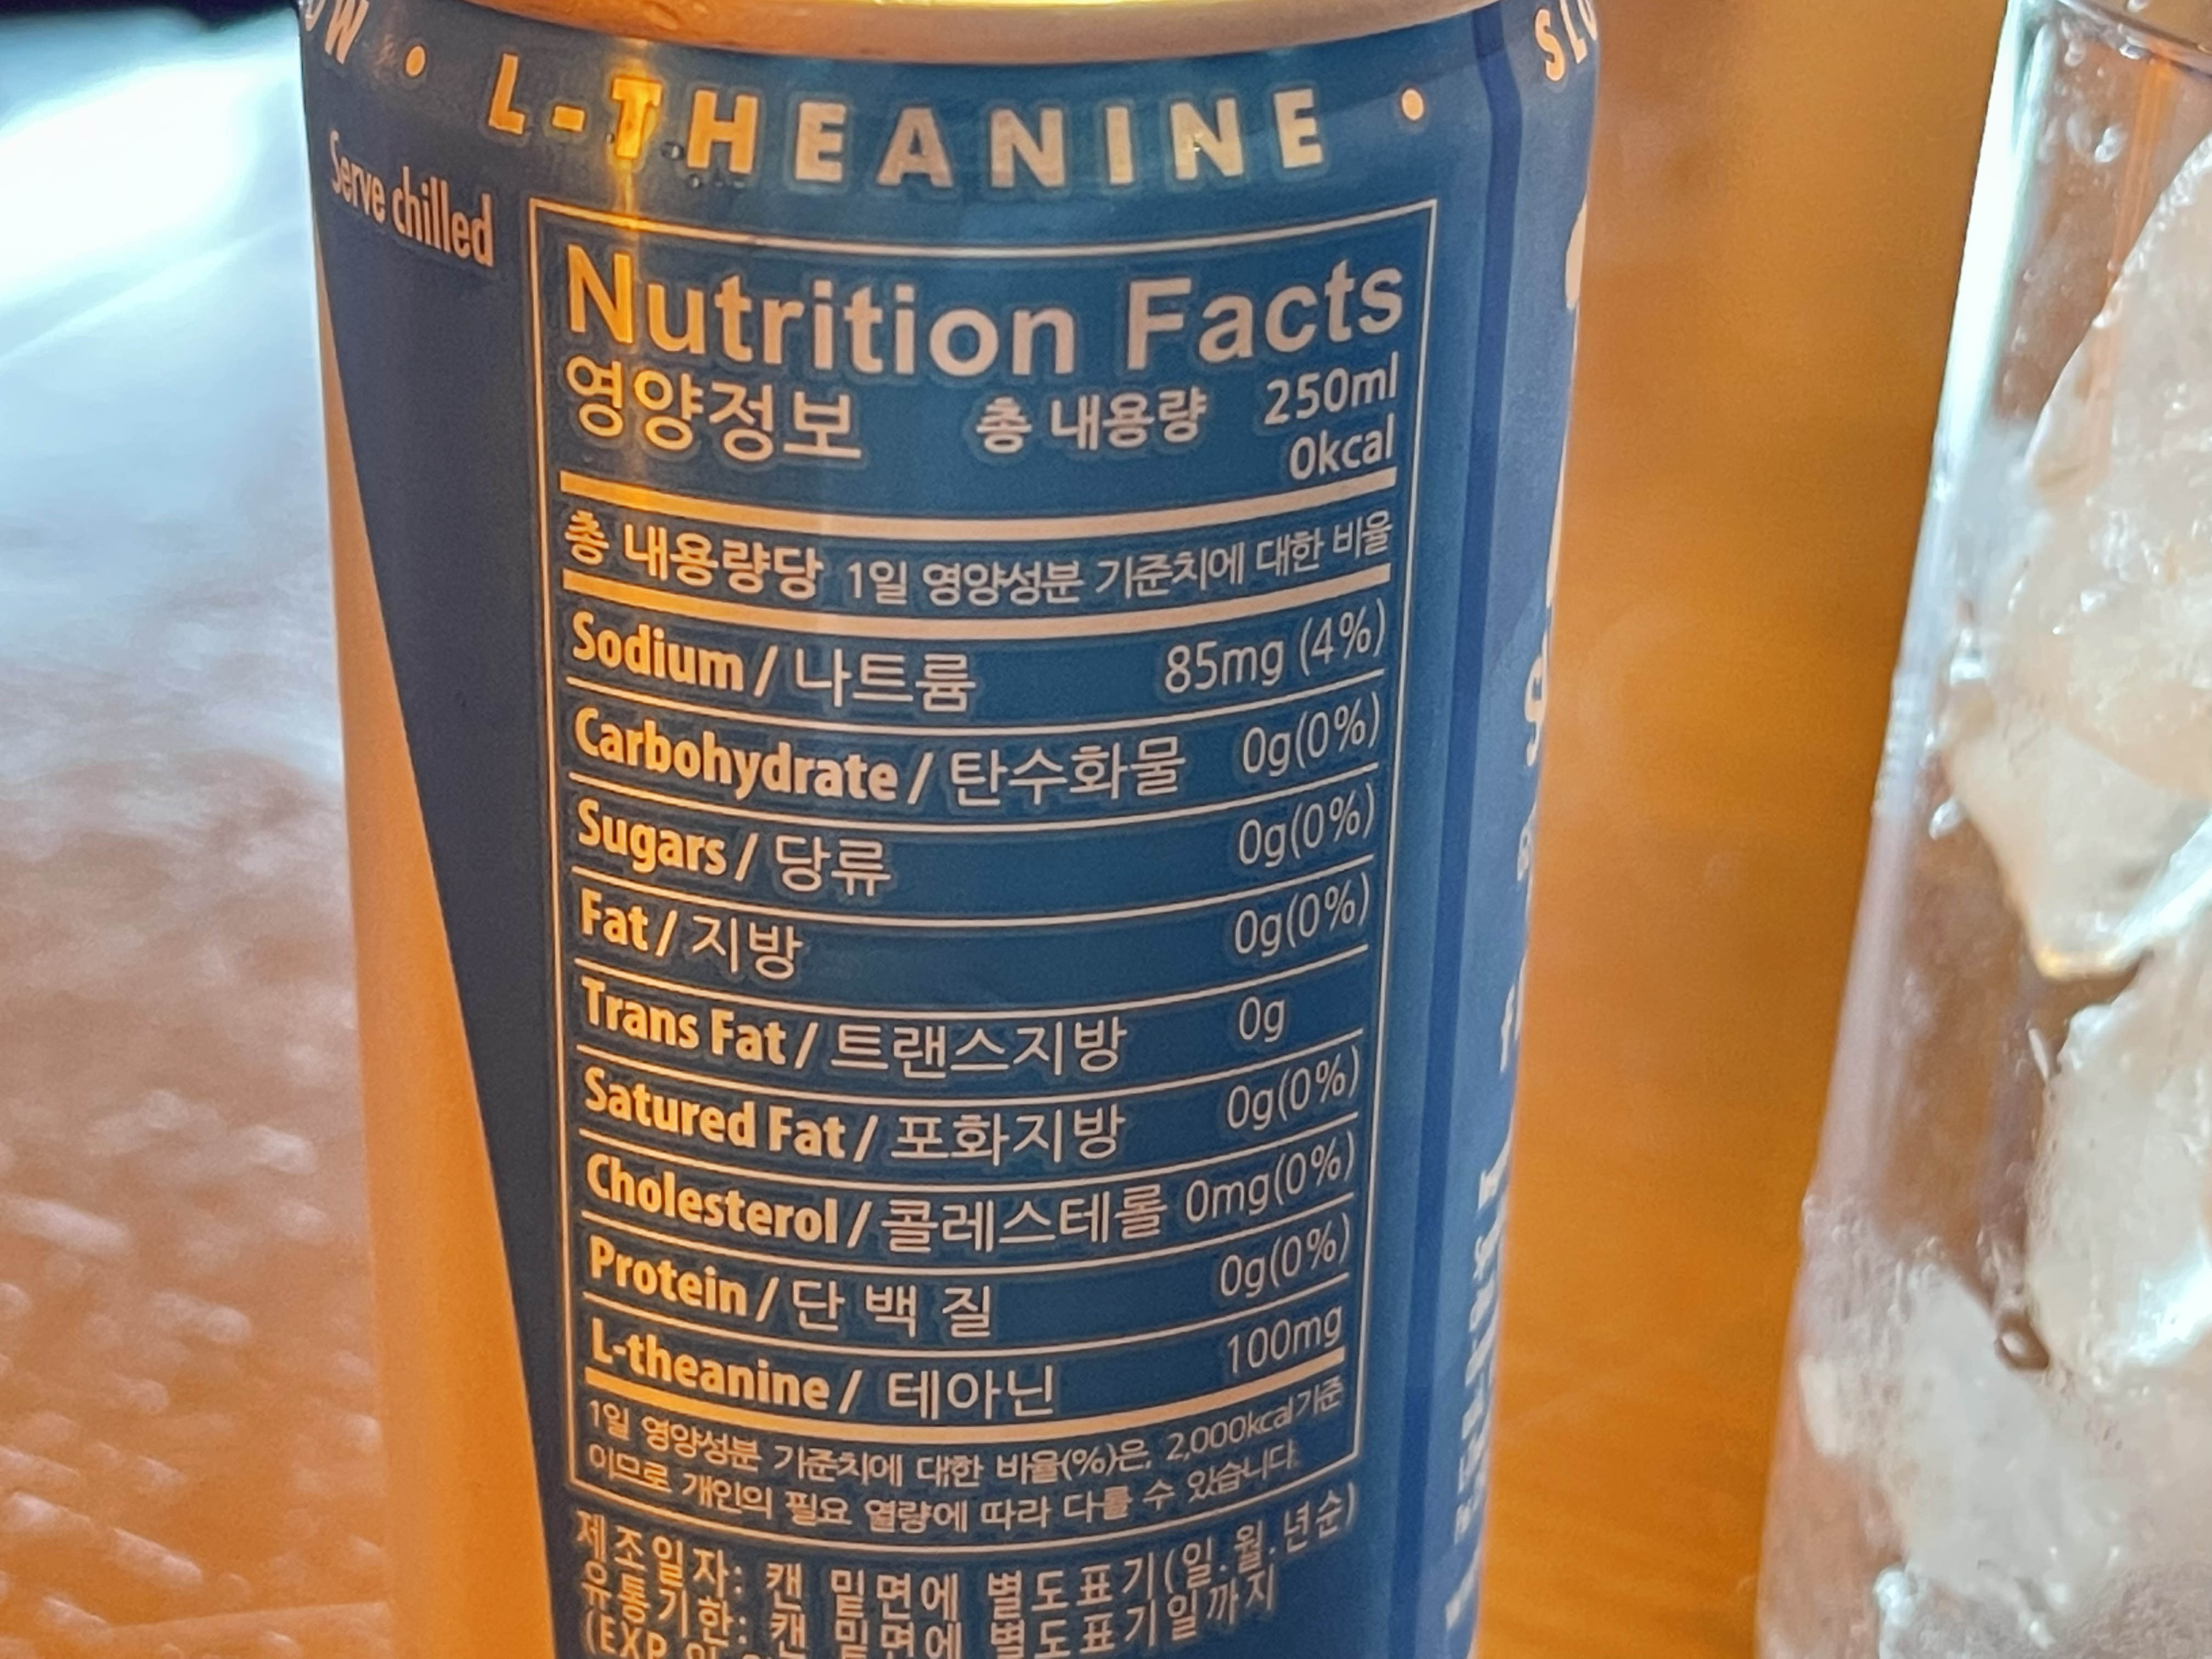 L-THEANINE •
Serve chilled
Nutrition Facts
영양정보 총 내용량 250ml
0kcal
총 내용량당 1일 영양성분 기준치에 대한 비율
Sodium / 나트륨 85mg (4%)
Carbohydrate / 탄수화물 0g(0%)
Sugars / 당류 0g(0%)
Fat / 지방 0g(0%)
Trans Fat / 트랜스지방 0g
Satured Fat / 포화지방 0g(0%)
Cholesterol / 콜레스테롤 0mg(0%)
Protein / 단 백 질 0g(0%)
L-theanine / 테아닌 100mg
1일 영양성분 기준치에 대한 비율(%)은, 2,000kcal기준
이므로 개인의 필요 열량에 따라 다를 수 있습니다.
제조일자: 캔 밑면에 별도표기(일.월.년순)
유통기한: 캔 밑면에 별도표기일까지
(EXP